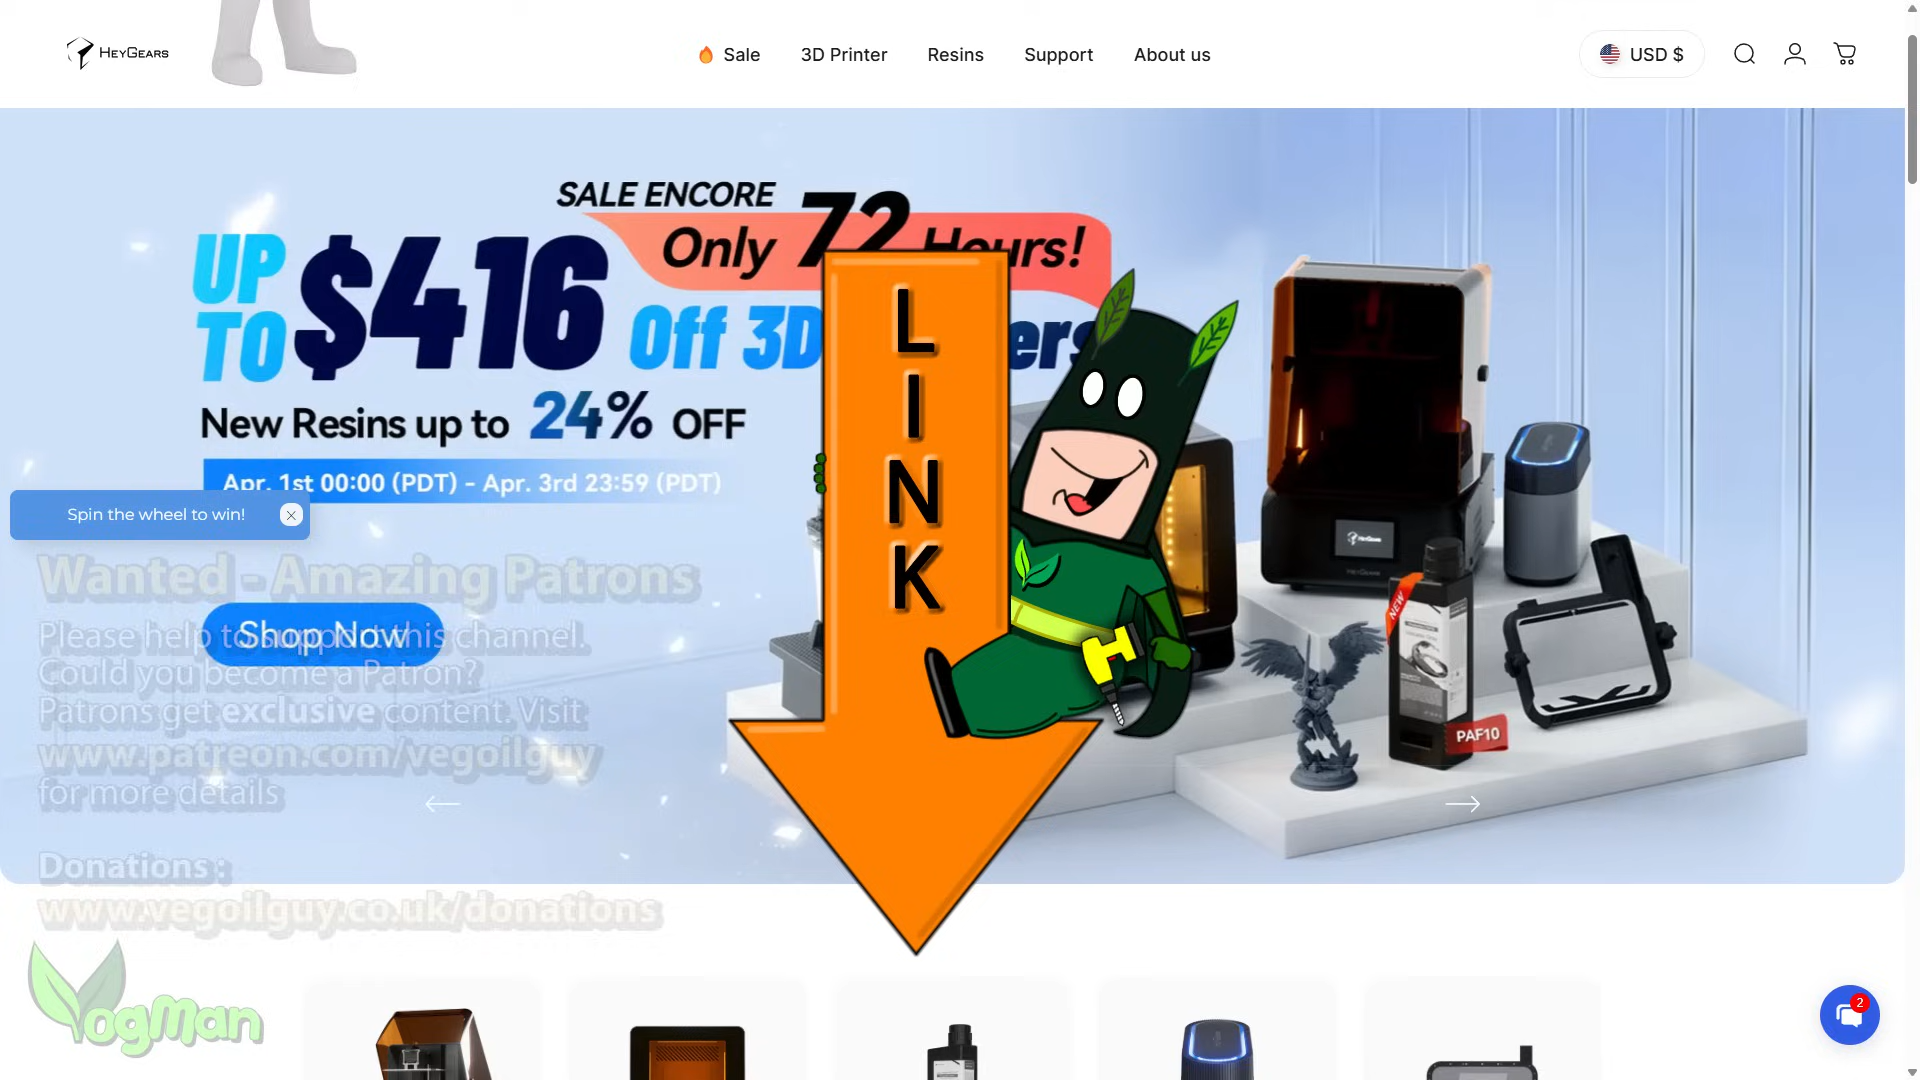 HEYGEARS
Sale
3D Printer
Resins
Support
About us
USD $
SALE ENCORE
Only 72 Hours!
UP TO $416 Off 3D
New Resins up to 24% OFF
Apr. 1st 00:00 (PDT) - Apr. 3rd 23:59 (PDT)
Spin the wheel to win!
Shop Now
LINK
Wanted - Amazing Patrons
Please help to support this channel.
Could you become a Patron?
Patrons get exclusive content. Visit
www.patreon.com/vegoilguy
for more details
Donations :
www.vegoilguy.co.uk/donations
VogMan
HEYGEARS
HEYGEARS
NEW
PAF10
2